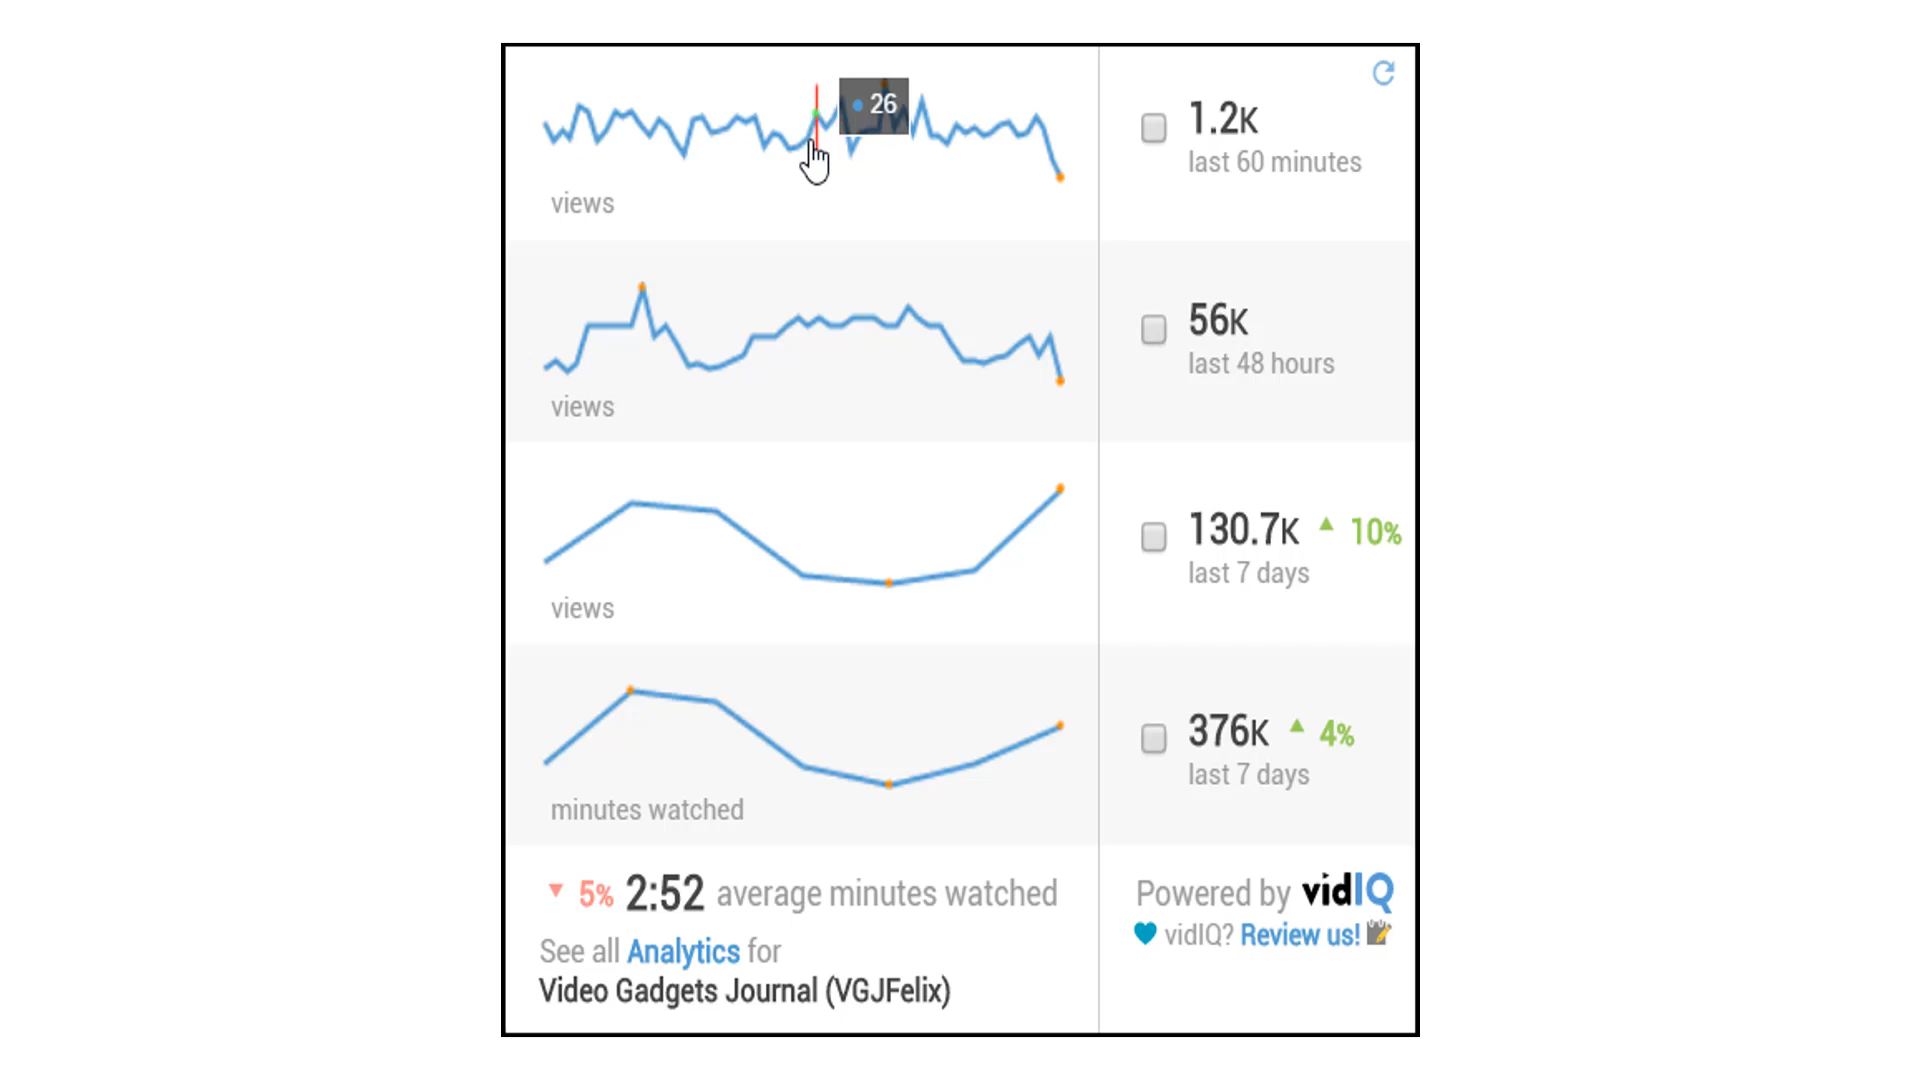 26
views
1.2K
last 60 minutes
views
56K
last 48 hours
views
130.7K ▲ 10%
last 7 days
minutes watched
376K ▲ 4%
last 7 days
▼ 5% 2:52 average minutes watched
See all Analytics for
Video Gadgets Journal (VGJFelix)
Powered by vidIQ
vidIQ? Review us!